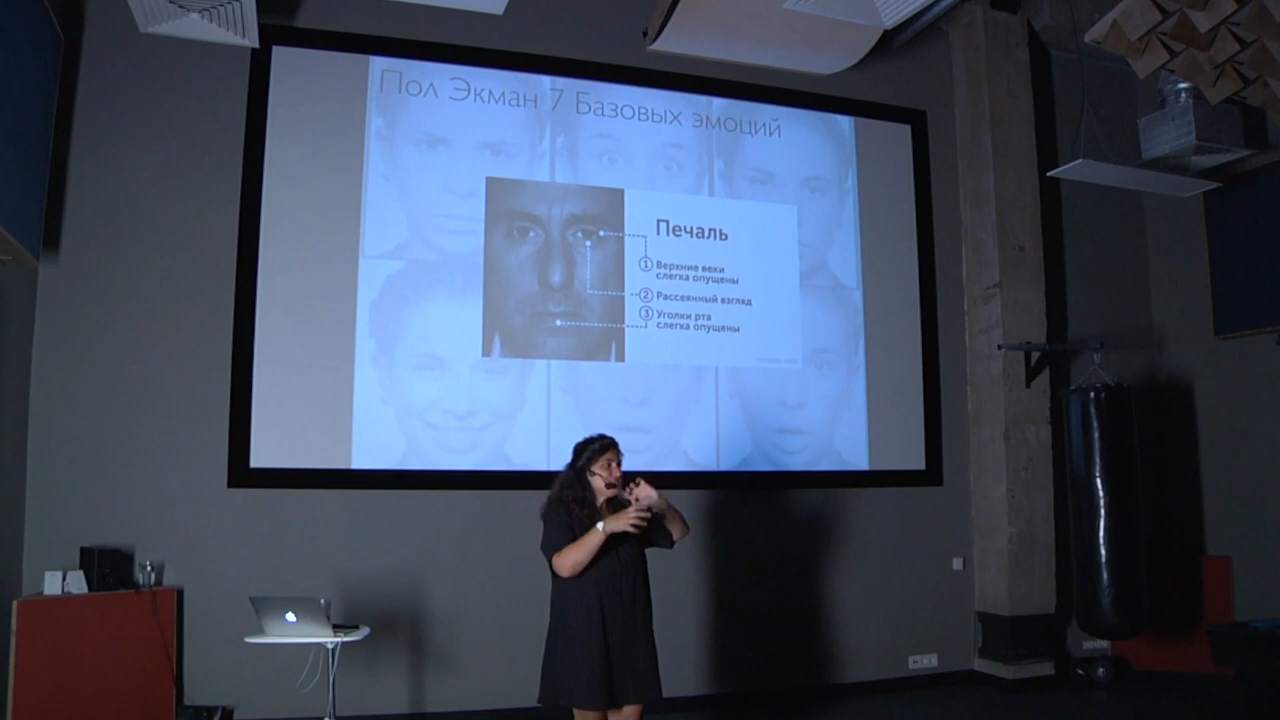 Пол Экман 7 Базовых эмоций
Печаль
1 Верхние веки
слегка опущены
2 Рассеянный взгляд
3 Уголки рта
слегка опущены